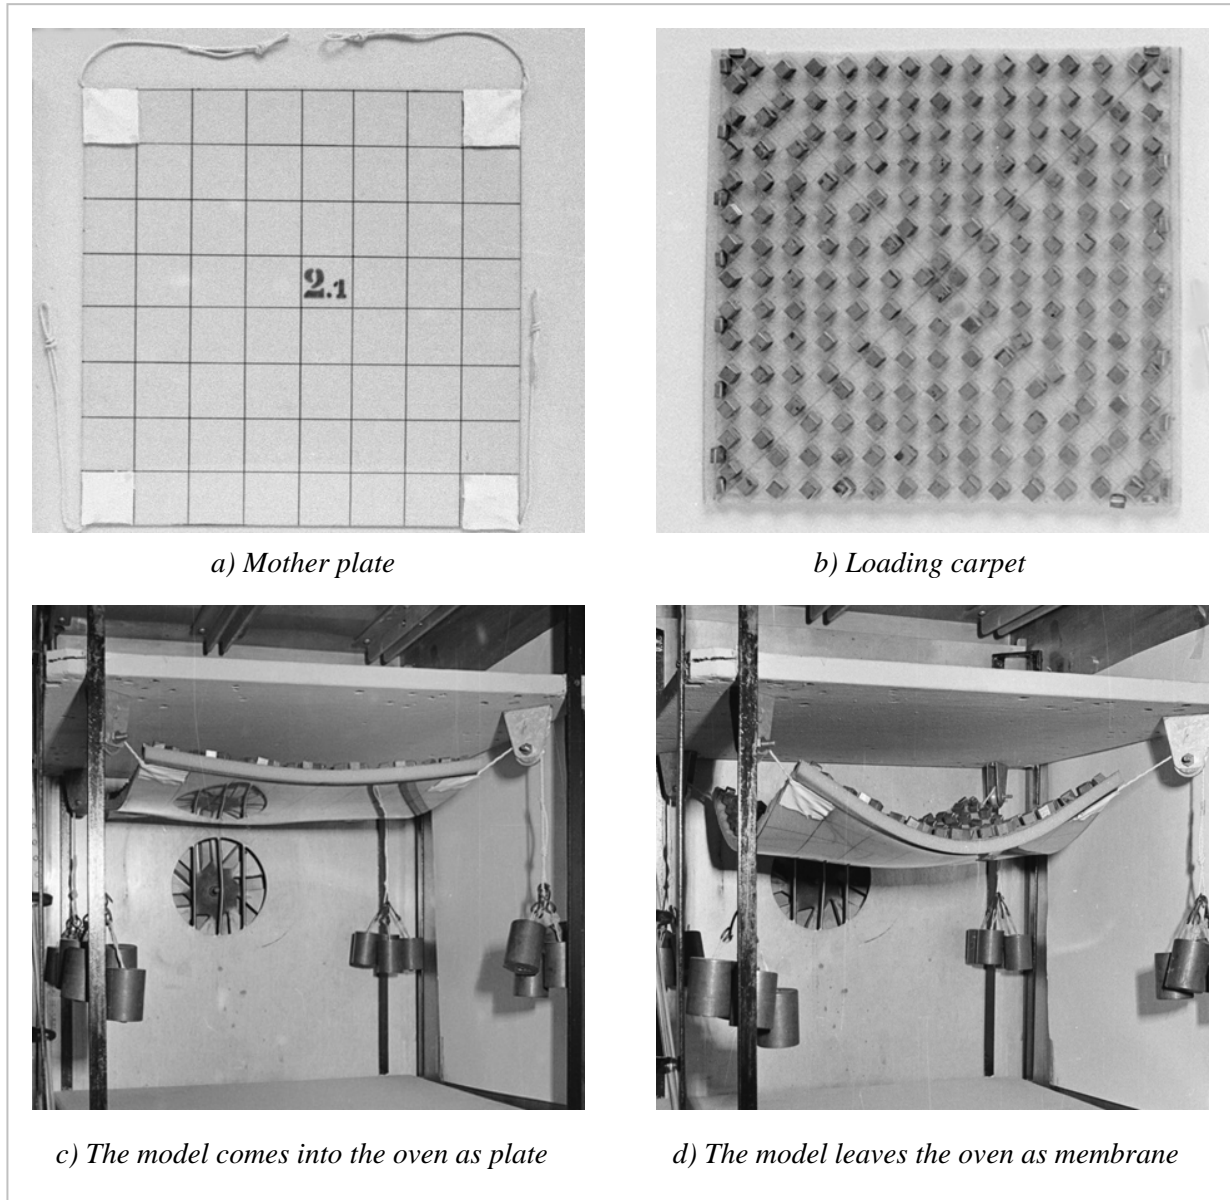 2.1
a) Mother plate
b) Loading carpet
c) The model comes into the oven as plate
d) The model leaves the oven as membrane